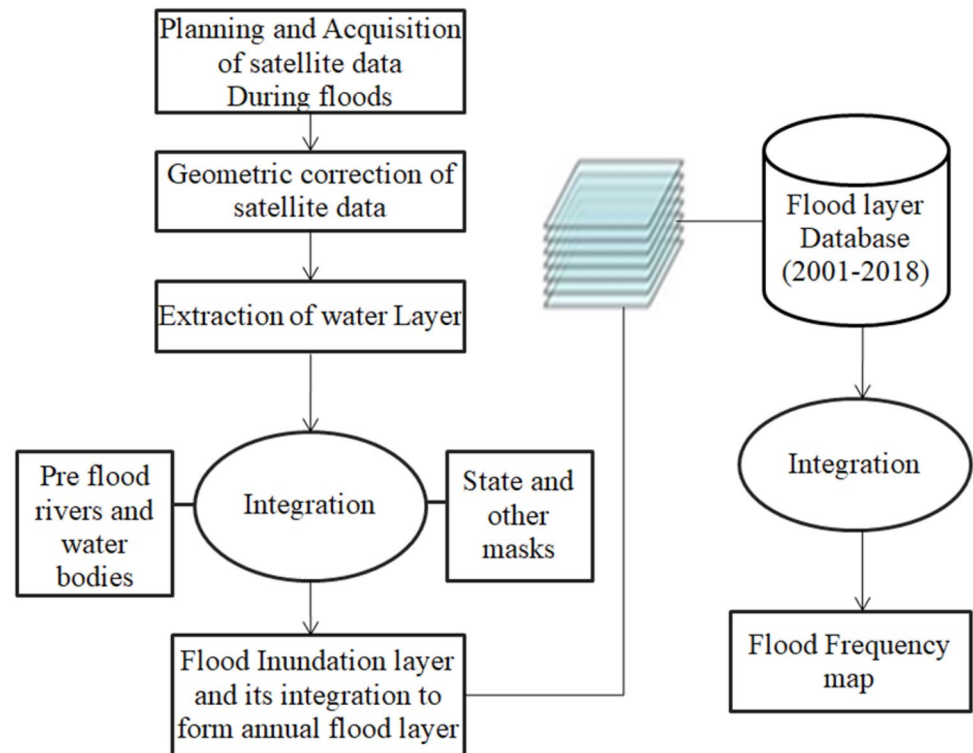 Planning and Acquisition
of satellite data
During floods
Geometric correction of
satellite data
Extraction of water Layer
Pre flood
rivers and
water
bodies
Integration
State and
other
masks
Flood Inundation layer
and its integration to
form annual flood layer
Flood layer
Database
(2001-2018)
Integration
Flood Frequency
map